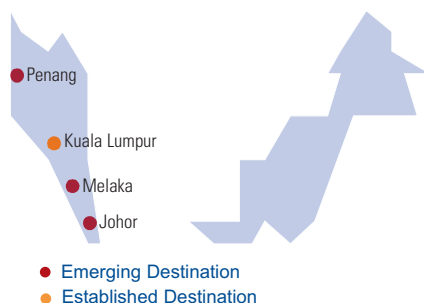 Penang
Kuala Lumpur
Melaka
Johor
Emerging Destination
Established Destination